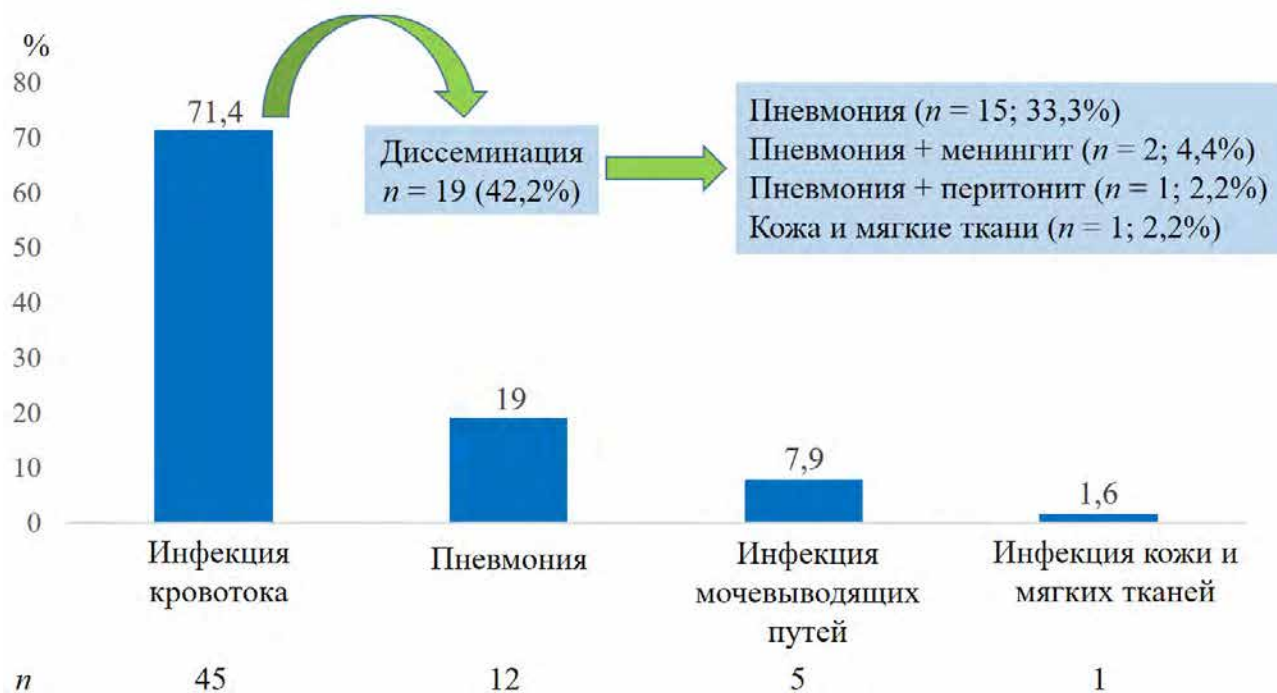 %
80
70
60
50
40
30
20
10
0
71,4
19
7,9
1,6
Диссеминация
n = 19 (42,2%)
Пневмония (n = 15; 33,3%)
Пневмония + менингит (n = 2; 4,4%)
Пневмония + перитонит (n = 1; 2,2%)
Кожа и мягкие ткани (n = 1; 2,2%)
Инфекция
кровотока
Пневмония
Инфекция
мочевыводящих
путей
Инфекция кожи и
мягких тканей
n 45 12 5 1